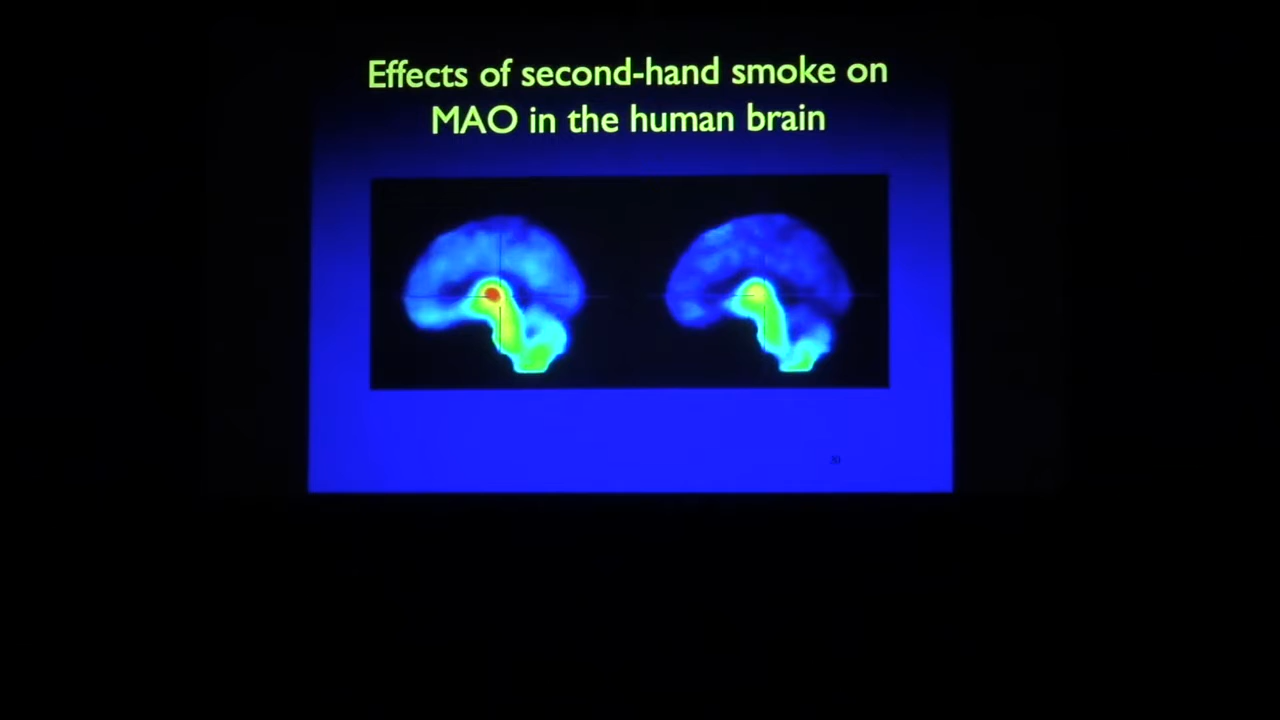 Effects of second-hand smoke on
MAO in the human brain